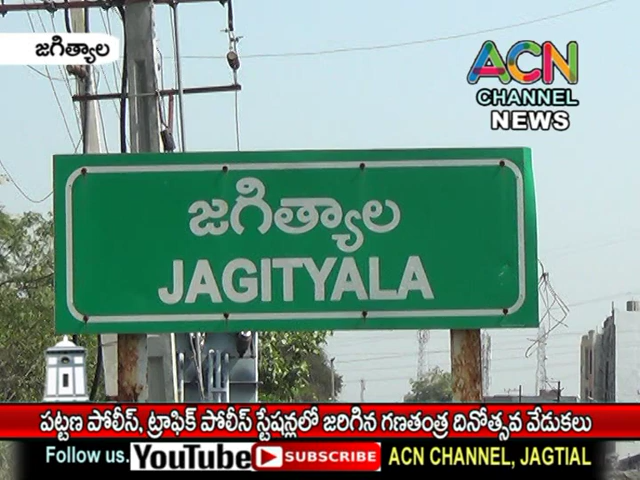 జగిత్యాల
ACN
CHANNEL
NEWS
జగిత్యాల
JAGITYALA
పట్టణ పోలీస్, ట్రాఫిక్ పోలీస్ స్టేషన్లలో జరిగిన గణతంత్ర దినోత్సవ వేడుకలు
Follow us. YouTube SUBSCRIBE ACN CHANNEL, JAGTIAL